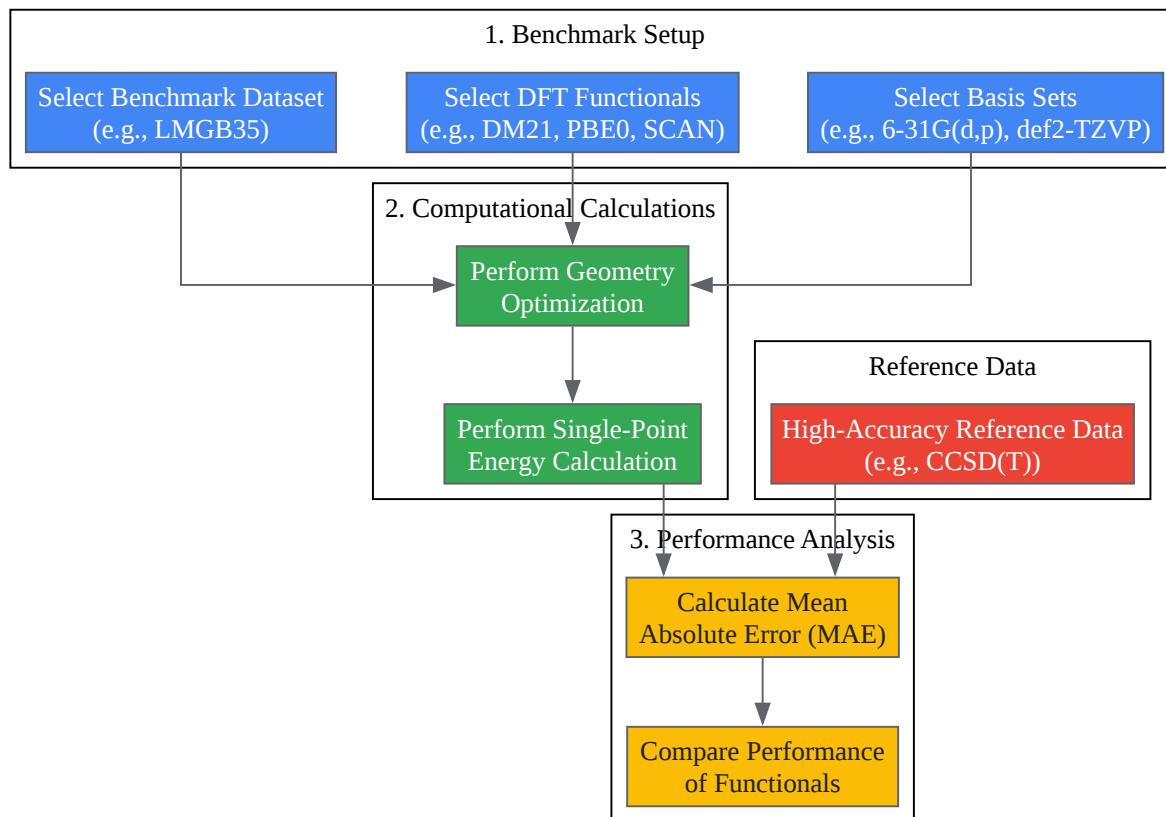 1. Benchmark Setup
Select Benchmark Dataset
(e.g., LMGB35)
Select DFT Functionals
(e.g., DM21, PBE0, SCAN)
Select Basis Sets
(e.g., 6-31G(d,p), def2-TZVP)
2. Computational Calculations
Perform Geometry
Optimization
Perform Single-Point
Energy Calculation
Reference Data
High-Accuracy Reference Data
(e.g., CCSD(T))
3. Performance Analysis
Calculate Mean
Absolute Error (MAE)
Compare Performance
of Functionals